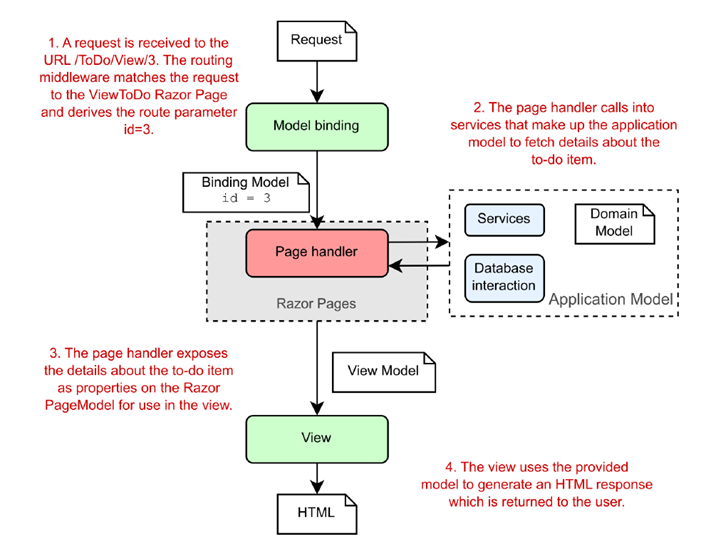 Request
1. A request is received to the
URL /ToDo/View/3. The routing
middleware matches the request
to the ViewToDo Razor Page
and derives the route parameter
id=3.
Model binding
2. The page handler calls into
services that make up the application
model to fetch details about the
to-do item.
Binding Model
id = 3
Services
Domain
Model
Page handler
Database
interaction
Razor Pages
Application Model
3. The page handler exposes
the details about the to-do item
as properties on the Razor
PageModel for use in the view.
View Model
View
4. The view uses the provided
model to generate an HTML response
which is returned to the user.
HTML